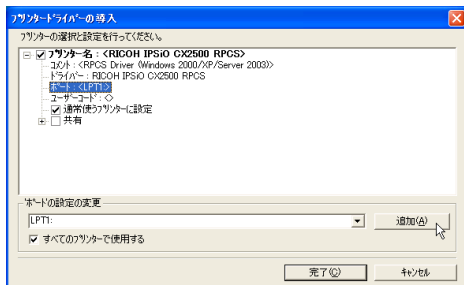 プリンタードライバーの導入
プリンターの選択と設定を行ってください。
プリンター名 : <RICOH IPSiO CX2500 RPCS>
コメント : <RPCS Driver (Windows 2000/XP/Server 2003)>
ドライバー : RICOH IPSiO CX2500 RPCS
ポート : <LPT1:>
ユーザーコード : <>
通常使うプリンターに設定
共有
'ポート'の設定の変更
LPT1:
追加(A)
すべてのプリンターで使用する
完了(O)
キャンセル